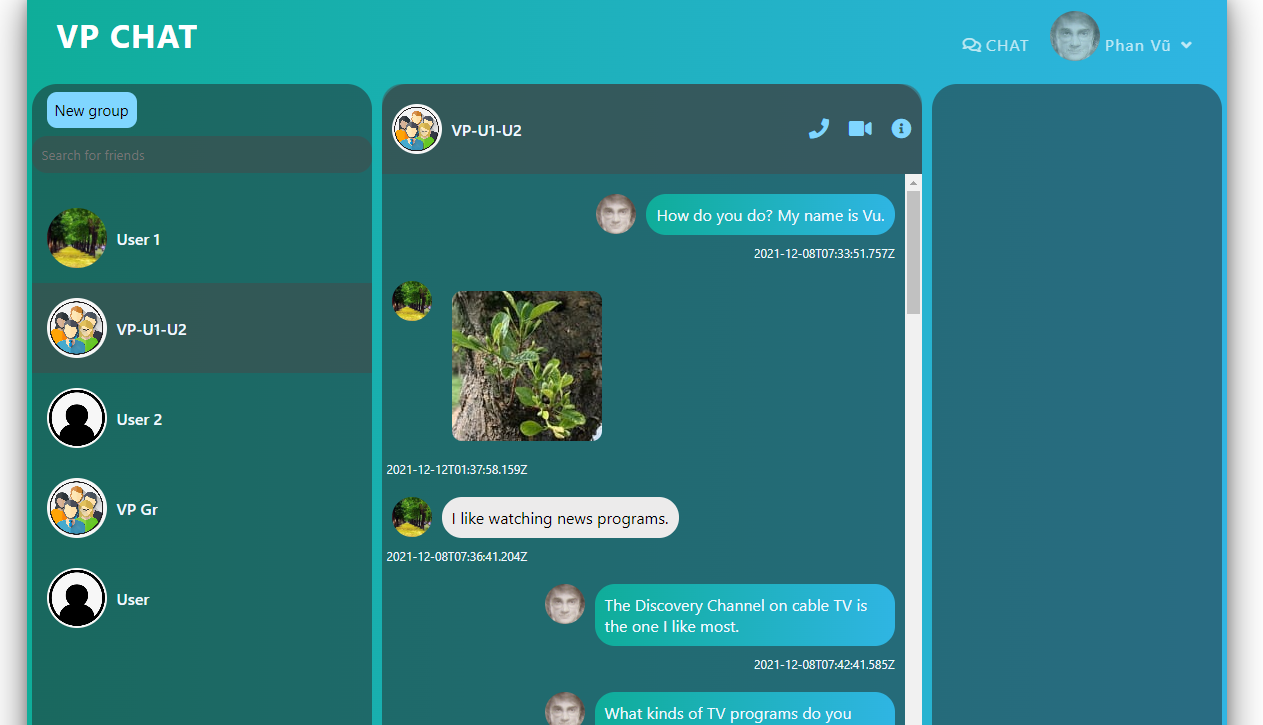 VP CHAT
CHAT
Phan Vũ
New group
Search for friends
User 1
VP-U1-U2
User 2
VP Gr
User
VP-U1-U2
How do you do? My name is Vu.
2021-12-08T07:33:51.757Z
2021-12-12T01:37:58.159Z
I like watching news programs.
2021-12-08T07:36:41.204Z
The Discovery Channel on cable TV is
the one I like most.
2021-12-08T07:42:41.585Z
What kinds of TV programs do you